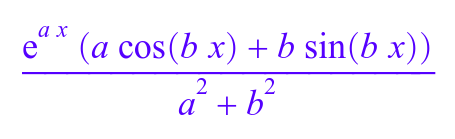 e^{a x} (a cos(b x) + b sin(b x))
a^2 + b^2